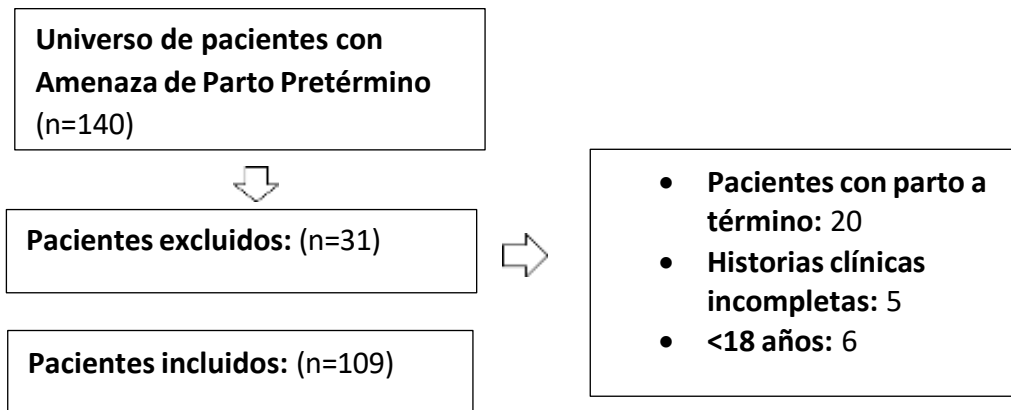 Universo de pacientes con
Amenaza de Parto Pretérmino
(n=140)
Pacientes excluidos: (n=31)
• Pacientes con parto a
término: 20
• Historias clínicas
incompletas: 5
• <18 años: 6
Pacientes incluidos: (n=109)